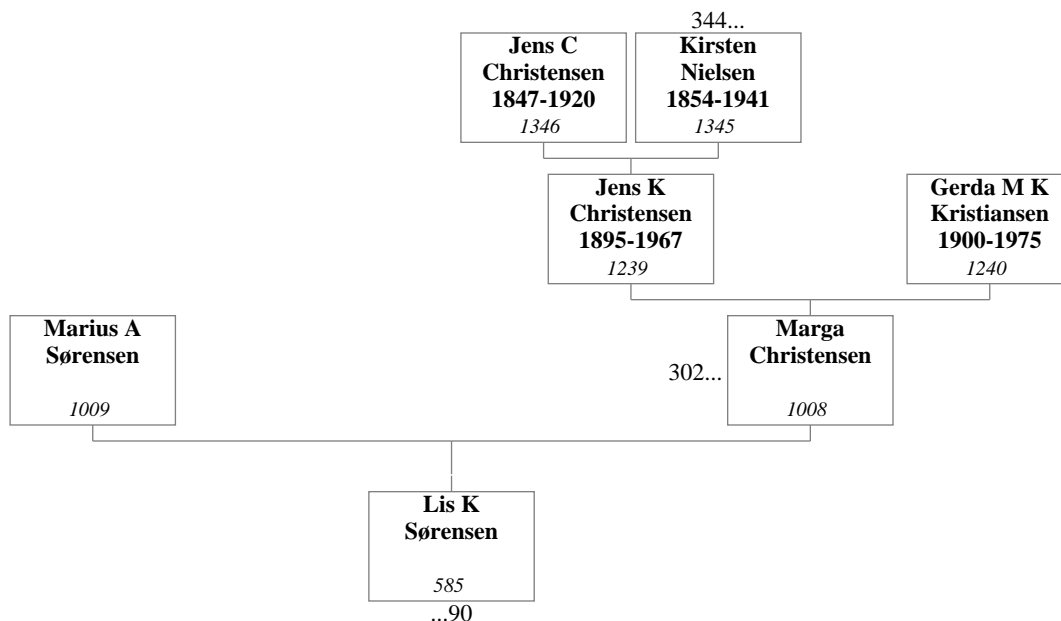 344...
Jens C
Christensen
1847-1920
1346
Kirsten
Nielsen
1854-1941
1345
Jens K
Christensen
1895-1967
1239
Gerda M K
Kristiansen
1900-1975
1240
Marius A
Sørensen
1009
302...
Marga
Christensen
1008
Lis K
Sørensen
585
...90